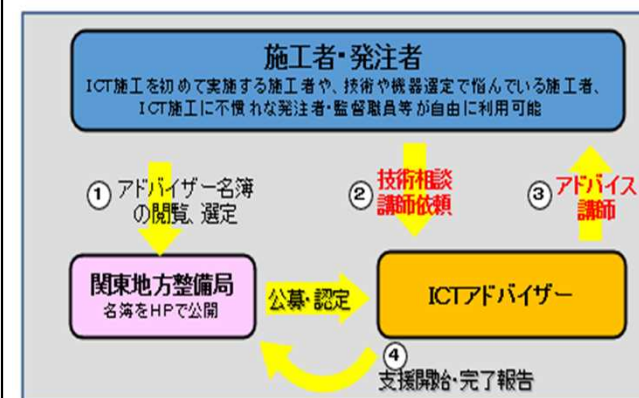 施工者・発注者
ICT施工を初めて実施する施工者や、技術や機器選定で悩んでいる施工者、
ICT施工に不慣れな発注者・監督職員等が自由に利用可能
① アドバイザー名簿
の閲覧、選定
② 技術相談
講師依頼
③ アドバイス
講師
関東地方整備局
名簿をHPで公開
公募・認定
ICTアドバイザー
④
支援開始・完了報告